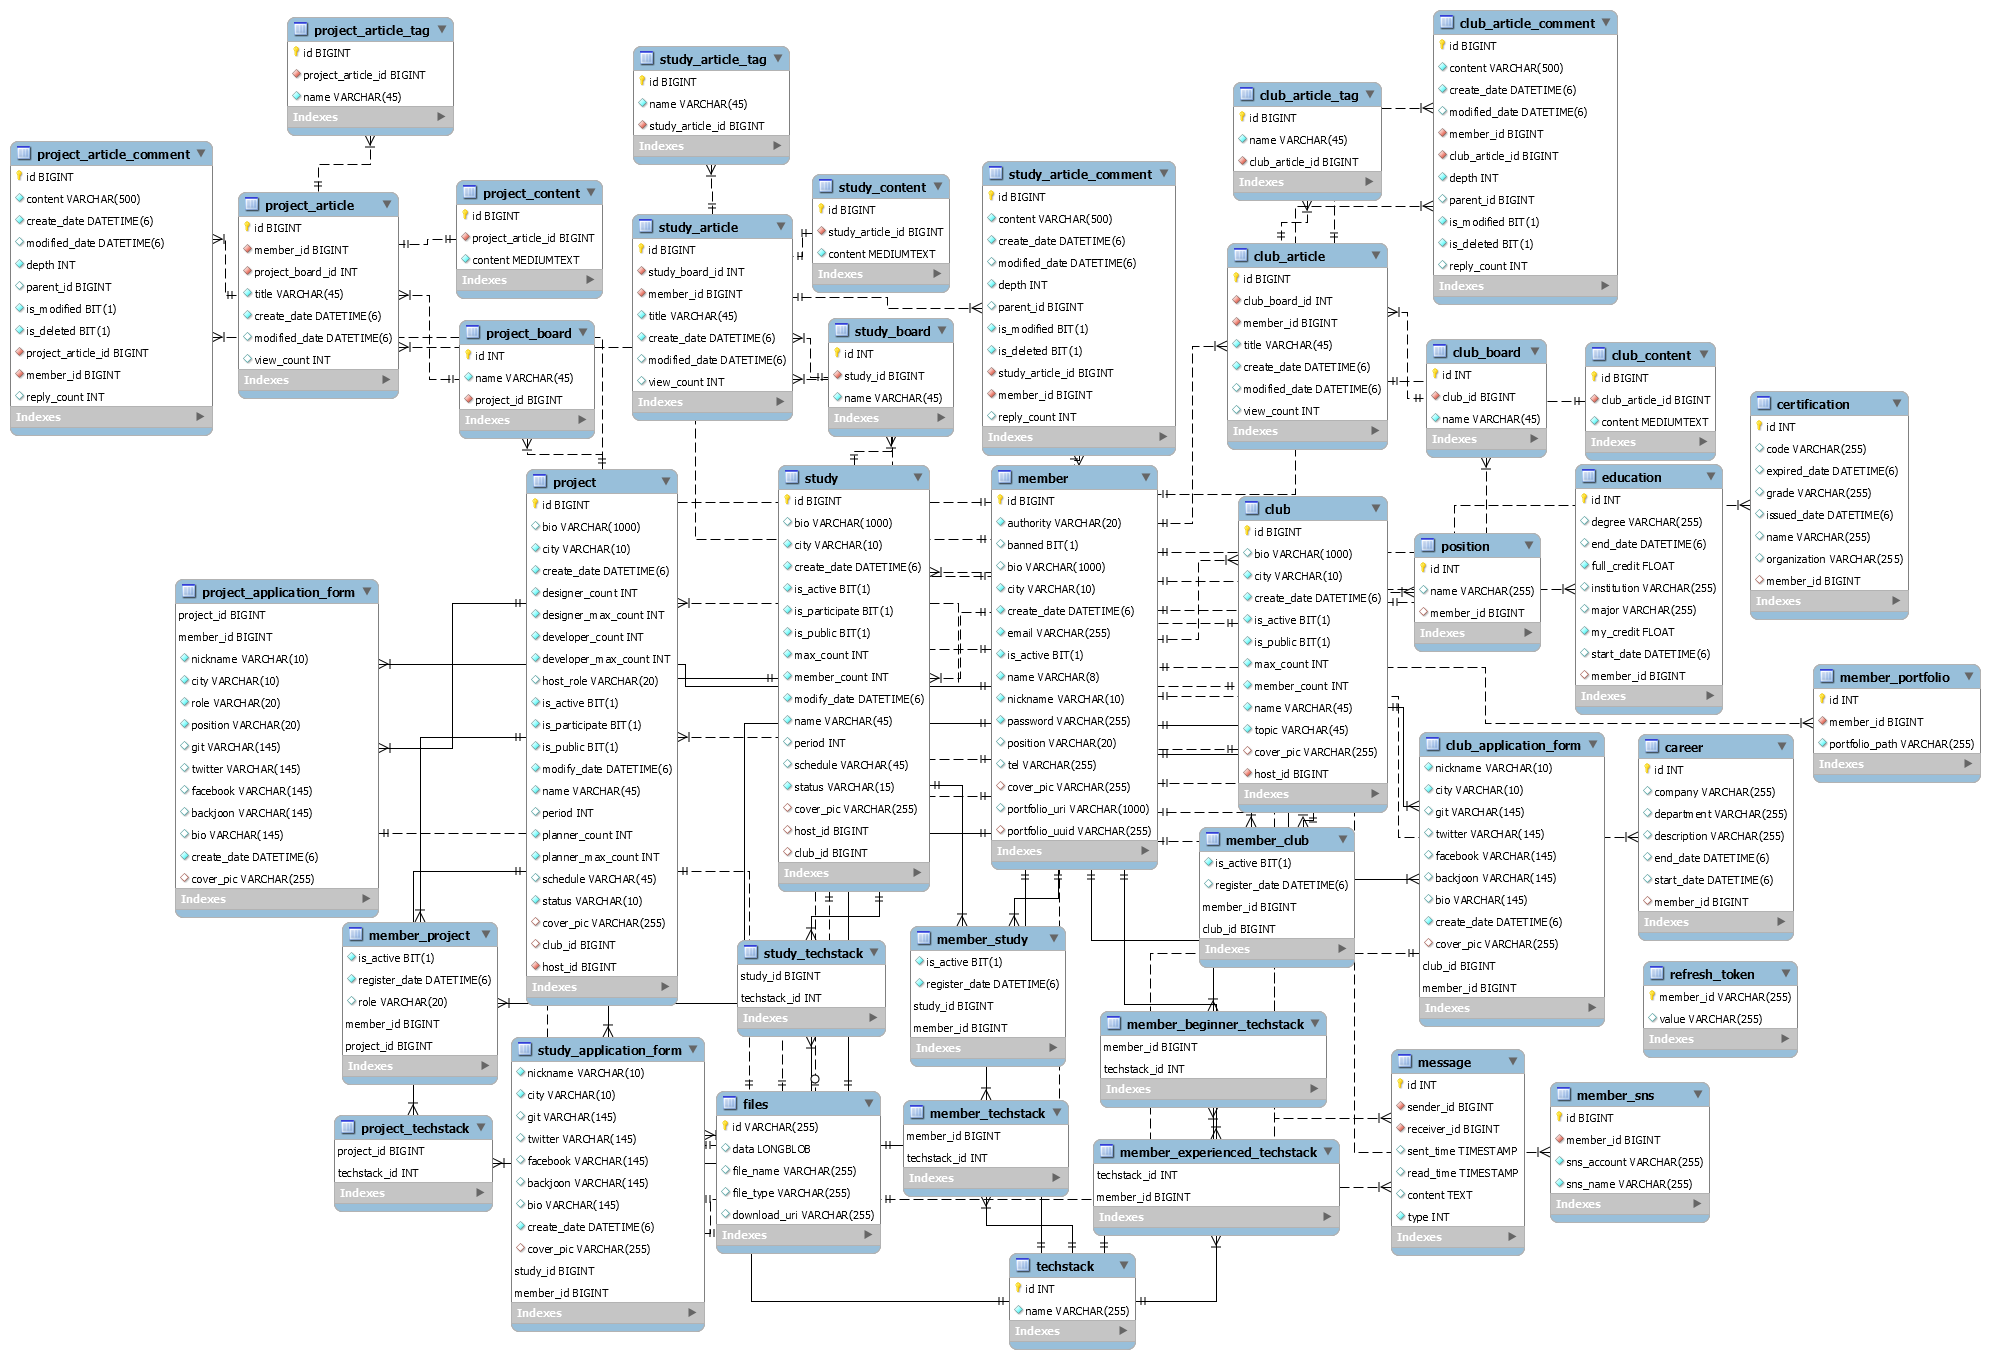 project_article_tag
id BIGINT
project_article_id BIGINT
name VARCHAR(45)
Indexes
study_article_tag
id BIGINT
name VARCHAR(45)
study_article_id BIGINT
Indexes
club_article_comment
id BIGINT
content VARCHAR(500)
create_date DATETIME(6)
modified_date DATETIME(6)
member_id BIGINT
club_article_id BIGINT
depth INT
parent_id BIGINT
is_modified BIT(1)
is_deleted BIT(1)
reply_count INT
Indexes
club_article_tag
id BIGINT
name VARCHAR(45)
club_article_id BIGINT
Indexes
project_article_comment
id BIGINT
content VARCHAR(500)
create_date DATETIME(6)
modified_date DATETIME(6)
depth INT
parent_id BIGINT
is_modified BIT(1)
is_deleted BIT(1)
project_article_id BIGINT
member_id BIGINT
reply_count INT
Indexes
project_article
id BIGINT
member_id BIGINT
project_board_id INT
title VARCHAR(45)
create_date DATETIME(6)
modified_date DATETIME(6)
view_count INT
Indexes
project_content
id BIGINT
project_article_id BIGINT
content MEDIUMTEXT
Indexes
study_article
id BIGINT
study_board_id INT
member_id BIGINT
title VARCHAR(45)
create_date DATETIME(6)
modified_date DATETIME(6)
view_count INT
Indexes
study_content
id BIGINT
study_article_id BIGINT
content MEDIUMTEXT
Indexes
study_article_comment
id BIGINT
content VARCHAR(500)
create_date DATETIME(6)
modified_date DATETIME(6)
depth INT
parent_id BIGINT
is_modified BIT(1)
is_deleted BIT(1)
study_article_id BIGINT
member_id BIGINT
reply_count INT
Indexes
club_article
id BIGINT
club_board_id INT
member_id BIGINT
title VARCHAR(45)
create_date DATETIME(6)
modified_date DATETIME(6)
view_count INT
Indexes
project_board
id INT
name VARCHAR(45)
project_id BIGINT
Indexes
study_board
id INT
study_id BIGINT
name VARCHAR(45)
Indexes
club_board
id INT
club_id BIGINT
name VARCHAR(45)
Indexes
club_content
id BIGINT
club_article_id BIGINT
content MEDIUMTEXT
Indexes
certification
id INT
code VARCHAR(255)
expired_date DATETIME(6)
grade VARCHAR(255)
issued_date DATETIME(6)
name VARCHAR(255)
organization VARCHAR(255)
member_id BIGINT
Indexes
project
id BIGINT
bio VARCHAR(1000)
city VARCHAR(10)
create_date DATETIME(6)
designer_count INT
designer_max_count INT
developer_count INT
developer_max_count INT
host_role VARCHAR(20)
is_active BIT(1)
is_participate BIT(1)
is_public BIT(1)
modify_date DATETIME(6)
name VARCHAR(45)
period INT
planner_count INT
planner_max_count INT
schedule VARCHAR(45)
status VARCHAR(10)
cover_pic VARCHAR(255)
club_id BIGINT
host_id BIGINT
Indexes
study
id BIGINT
bio VARCHAR(1000)
city VARCHAR(10)
create_date DATETIME(6)
is_active BIT(1)
is_participate BIT(1)
is_public BIT(1)
max_count INT
member_count INT
modify_date DATETIME(6)
name VARCHAR(45)
period INT
schedule VARCHAR(45)
status VARCHAR(15)
cover_pic VARCHAR(255)
host_id BIGINT
club_id BIGINT
Indexes
member
id BIGINT
authority VARCHAR(20)
banned BIT(1)
bio VARCHAR(1000)
city VARCHAR(10)
create_date DATETIME(6)
email VARCHAR(255)
is_active BIT(1)
name VARCHAR(8)
nickname VARCHAR(10)
password VARCHAR(255)
position VARCHAR(20)
tel VARCHAR(255)
cover_pic VARCHAR(255)
portfolio_uri VARCHAR(1000)
portfolio_uuid VARCHAR(255)
Indexes
club
id BIGINT
bio VARCHAR(1000)
city VARCHAR(10)
create_date DATETIME(6)
is_active BIT(1)
is_public BIT(1)
max_count INT
member_count INT
name VARCHAR(45)
topic VARCHAR(45)
cover_pic VARCHAR(255)
host_id BIGINT
Indexes
position
id INT
name VARCHAR(255)
member_id BIGINT
Indexes
education
id INT
degree VARCHAR(255)
end_date DATETIME(6)
full_credit FLOAT
institution VARCHAR(255)
major VARCHAR(255)
my_credit FLOAT
start_date DATETIME(6)
member_id BIGINT
Indexes
project_application_form
project_id BIGINT
member_id BIGINT
nickname VARCHAR(10)
city VARCHAR(10)
role VARCHAR(20)
position VARCHAR(20)
git VARCHAR(145)
twitter VARCHAR(145)
facebook VARCHAR(145)
backjoon VARCHAR(145)
bio VARCHAR(145)
create_date DATETIME(6)
cover_pic VARCHAR(255)
Indexes
member_portfolio
id INT
member_id BIGINT
portfolio_path VARCHAR(255)
Indexes
club_application_form
nickname VARCHAR(10)
city VARCHAR(10)
git VARCHAR(145)
twitter VARCHAR(145)
facebook VARCHAR(145)
backjoon VARCHAR(145)
bio VARCHAR(145)
create_date DATETIME(6)
cover_pic VARCHAR(255)
club_id BIGINT
member_id BIGINT
Indexes
career
id INT
company VARCHAR(255)
department VARCHAR(255)
description VARCHAR(255)
end_date DATETIME(6)
start_date DATETIME(6)
member_id BIGINT
Indexes
member_club
is_active BIT(1)
register_date DATETIME(6)
member_id BIGINT
club_id BIGINT
Indexes
member_project
is_active BIT(1)
register_date DATETIME(6)
role VARCHAR(20)
member_id BIGINT
project_id BIGINT
Indexes
study_techstack
study_id BIGINT
techstack_id INT
Indexes
member_study
is_active BIT(1)
register_date DATETIME(6)
study_id BIGINT
member_id BIGINT
Indexes
refresh_token
member_id VARCHAR(255)
value VARCHAR(255)
Indexes
member_beginner_techstack
member_id BIGINT
techstack_id INT
Indexes
study_application_form
nickname VARCHAR(10)
city VARCHAR(10)
git VARCHAR(145)
twitter VARCHAR(145)
facebook VARCHAR(145)
backjoon VARCHAR(145)
bio VARCHAR(145)
create_date DATETIME(6)
cover_pic VARCHAR(255)
study_id BIGINT
member_id BIGINT
Indexes
message
id INT
sender_id BIGINT
receiver_id BIGINT
sent_time TIMESTAMP
read_time TIMESTAMP
content TEXT
type INT
Indexes
member_sns
id BIGINT
member_id BIGINT
sns_account VARCHAR(255)
sns_name VARCHAR(255)
Indexes
files
id VARCHAR(255)
data LONGBLOB
file_name VARCHAR(255)
file_type VARCHAR(255)
download_uri VARCHAR(255)
Indexes
member_techstack
member_id BIGINT
techstack_id INT
Indexes
project_techstack
project_id BIGINT
techstack_id INT
Indexes
member_experienced_techstack
techstack_id INT
member_id BIGINT
Indexes
techstack
id INT
name VARCHAR(255)
Indexes